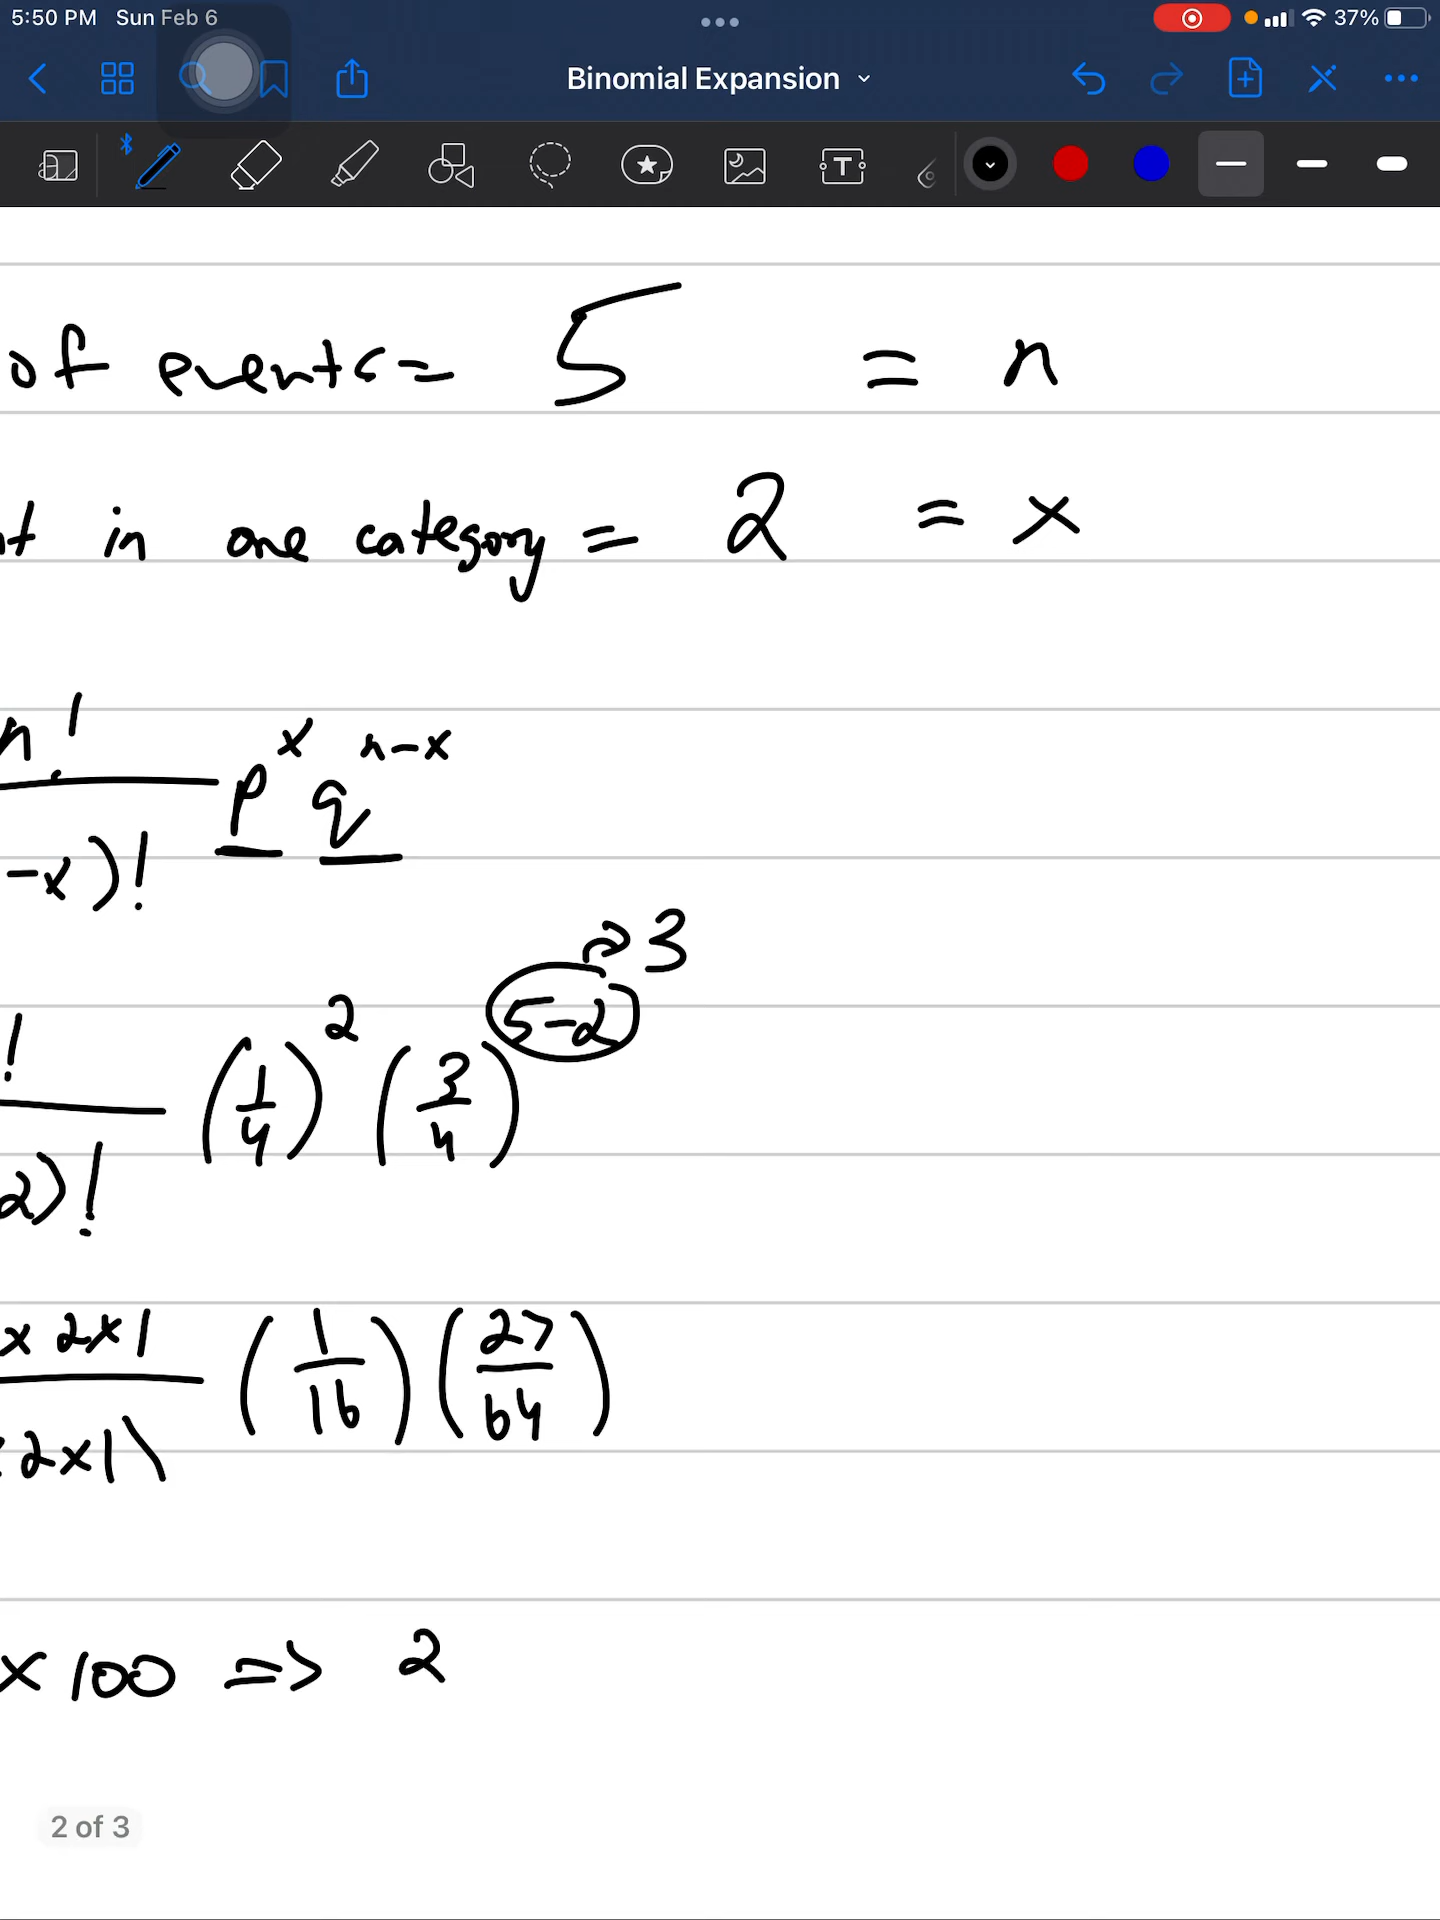 5:50 PM Sun Feb 6
37%
Binomial Expansion
T
of events = 5 = n
nt in one category = 2 = x
n!
p^x q^n-x
-x)!
3
! (1/4)^2 (3/4)^5-2
2)!
x 2x1 (1/16)(27/64)
x 2x1)
x 100 => 2
2 of 3